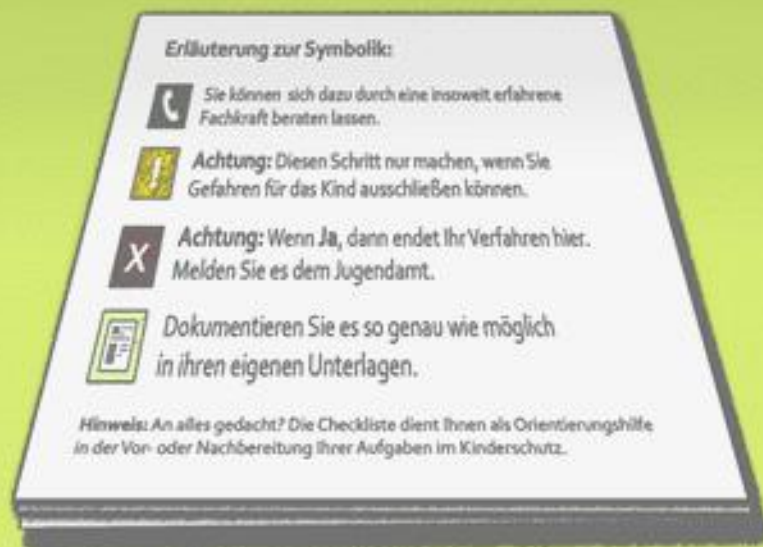 Erläuterung zur Symbolik:
Sie können sich dazu durch eine insoweit erfahrene
Fachkraft beraten lassen.
Achtung: Diesen Schritt nur machen, wenn Sie
Gefahren für das Kind ausschließen können.
X
Achtung: Wenn Ja, dann endet Ihr Verfahren hier.
Melden Sie es dem Jugendamt.
Dokumentieren Sie es so genau wie möglich
in ihren eigenen Unterlagen.
Hinweis: An alles gedacht? Die Checkliste dient Ihnen als Orientierungshilfe
in der Vor- oder Nachbereitung Ihrer Aufgaben im Kinderschutz.